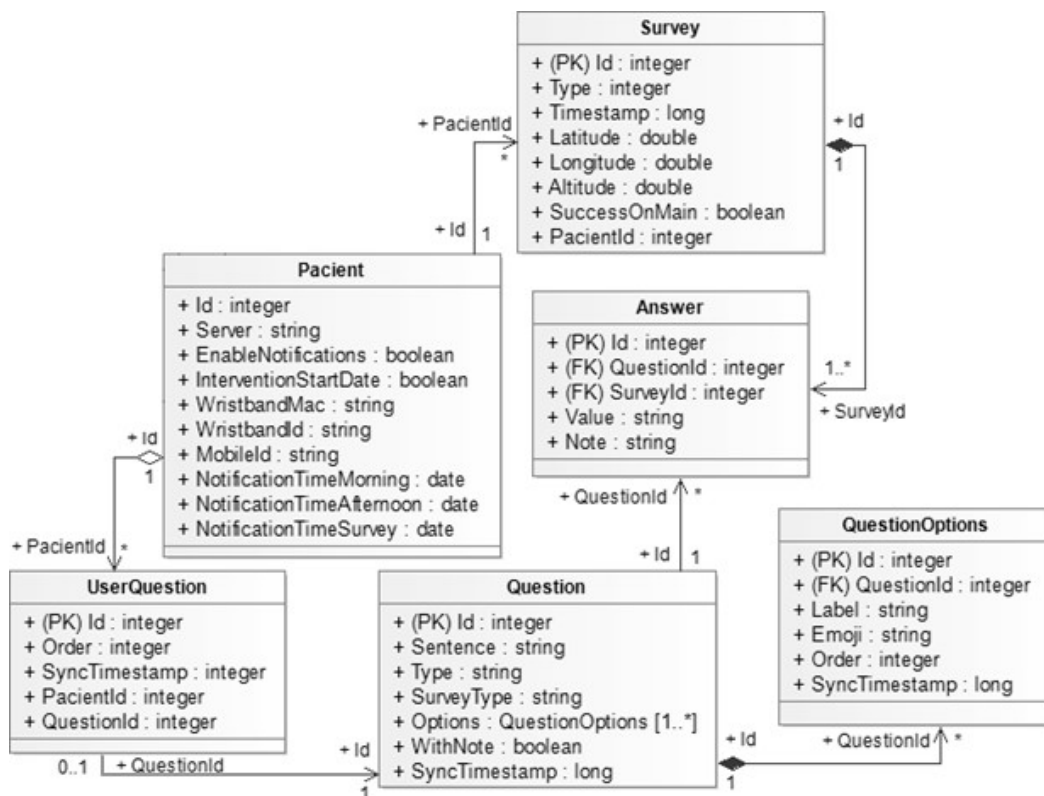 Survey
+ (PK) Id : integer
+ Type : integer
+ Timestamp : long
+ Latitude : double
+ Longitude : double
+ Altitude : double
+ SuccessOnMain : boolean
+ PacientId : integer
+ PacientId
*
+ Id
1
+ Id
1
Pacient
+ Id : integer
+ Server : string
+ EnableNotifications : boolean
+ InterventionStartDate : boolean
+ WristbandMac : string
+ WristbandId : string
+ MobileId : string
+ NotificationTimeMorning : date
+ NotificationTimeAfternoon : date
+ NotificationTimeSurvey : date
Answer
+ (PK) Id : integer
+ (FK) QuestionId : integer
+ (FK) SurveyId : integer
+ Value : string
+ Note : string
1..*
+ SurveyId
+ Id
1
+ PacientId
*
+ QuestionId
*
+ Id
1
UserQuestion
+ (PK) Id : integer
+ Order : integer
+ SyncTimestamp : integer
+ PacientId : integer
+ QuestionId : integer
0..1
+ QuestionId
+ Id
1
Question
+ (PK) Id : integer
+ Sentence : string
+ Type : string
+ SurveyType : string
+ Options : QuestionOptions [1..*]
+ WithNote : boolean
+ SyncTimestamp : long
QuestionOptions
+ (PK) Id : integer
+ (FK) QuestionId : integer
+ Label : string
+ Emoji : string
+ Order : integer
+ SyncTimestamp : long
+ Id
1
+ QuestionId
*